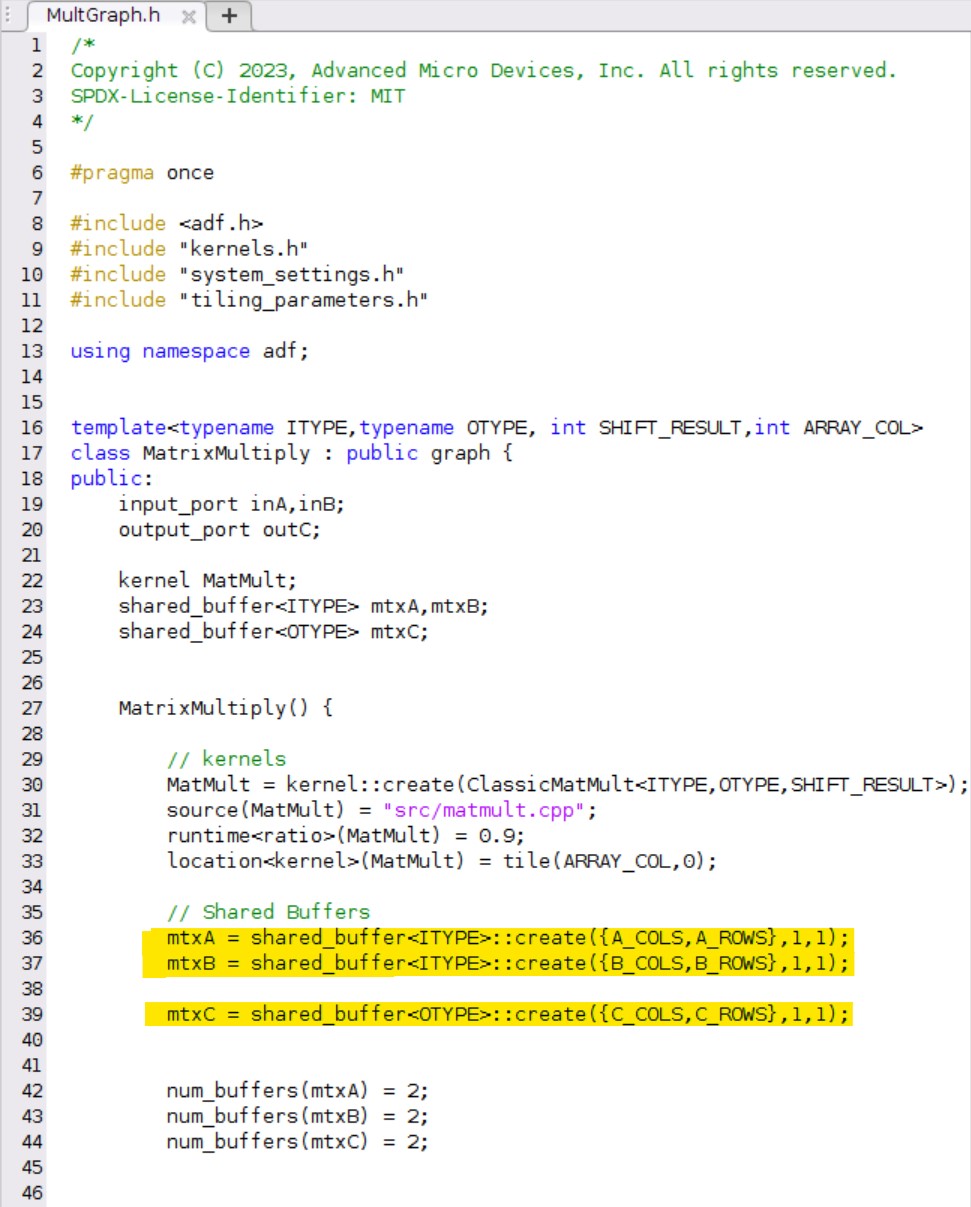 MultGraph.h × +
1 /*
2 Copyright (C) 2023, Advanced Micro Devices, Inc. All rights reserved.
3 SPDX-License-Identifier: MIT
4 */
5
6 #pragma once
7
8 #include <adf.h>
9 #include "kernels.h"
10 #include "system_settings.h"
11 #include "tiling_parameters.h"
12
13 using namespace adf;
14
15
16 template<typename ITYPE,typename OTYPE, int SHIFT_RESULT,int ARRAY_COL>
17 class MatrixMultiply : public graph {
18 public:
19     input_port inA,inB;
20     output_port outC;
21
22     kernel MatMult;
23     shared_buffer<ITYPE> mtxA,mtxB;
24     shared_buffer<OTYPE> mtxC;
25
26
27     MatrixMultiply() {
28
29         // kernels
30         MatMult = kernel::create(ClassicMatMult<ITYPE,OTYPE,SHIFT_RESULT>);
31         source(MatMult) = "src/matmult.cpp";
32         runtime<ratio>(MatMult) = 0.9;
33         location<kernel>(MatMult) = tile(ARRAY_COL,0);
34
35         // Shared Buffers
36         mtxA = shared_buffer<ITYPE>::create({A_COLS,A_ROWS},1,1);
37         mtxB = shared_buffer<ITYPE>::create({B_COLS,B_ROWS},1,1);
38
39         mtxC = shared_buffer<OTYPE>::create({C_COLS,C_ROWS},1,1);
40
41
42         num_buffers(mtxA) = 2;
43         num_buffers(mtxB) = 2;
44         num_buffers(mtxC) = 2;
45
46